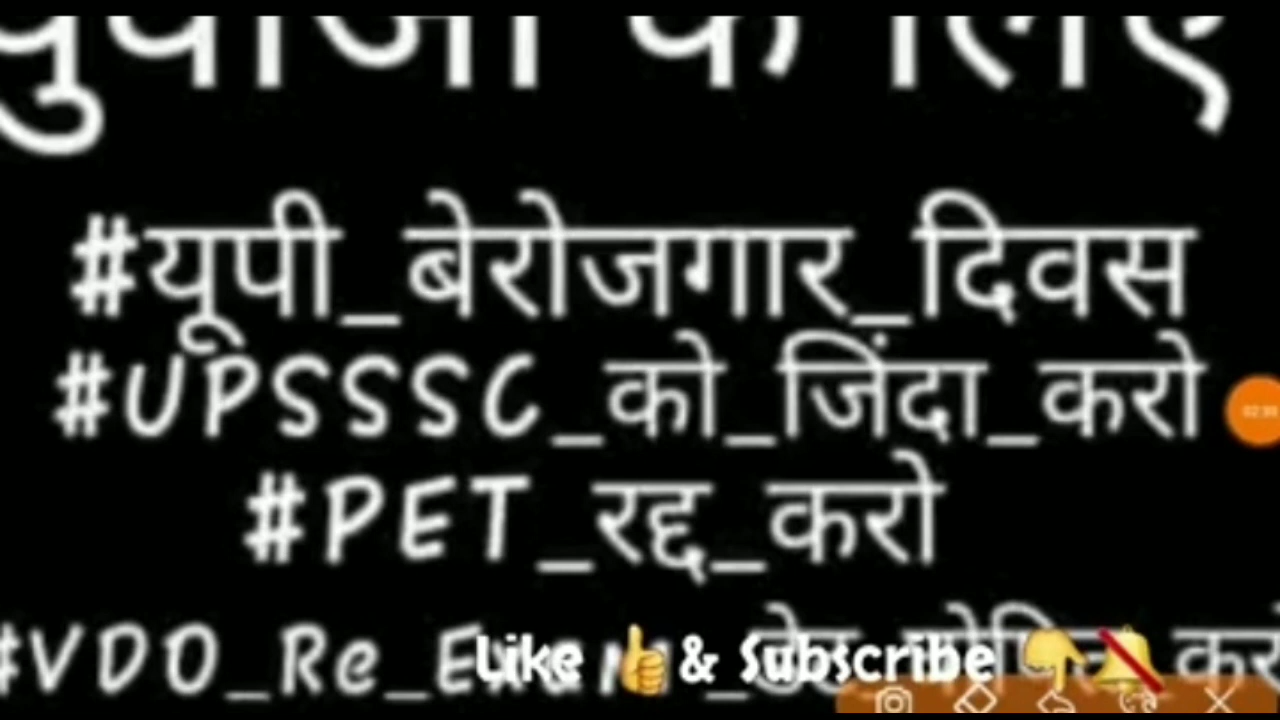 युवाओं के लिए
#यूपी_बेरोजगार_दिवस
#UPSSSC_को_जिंदा_करो
#PET_रद्द_करो
#VDO_Re_Exam
Like 👍 & Subscribe 👇🔕